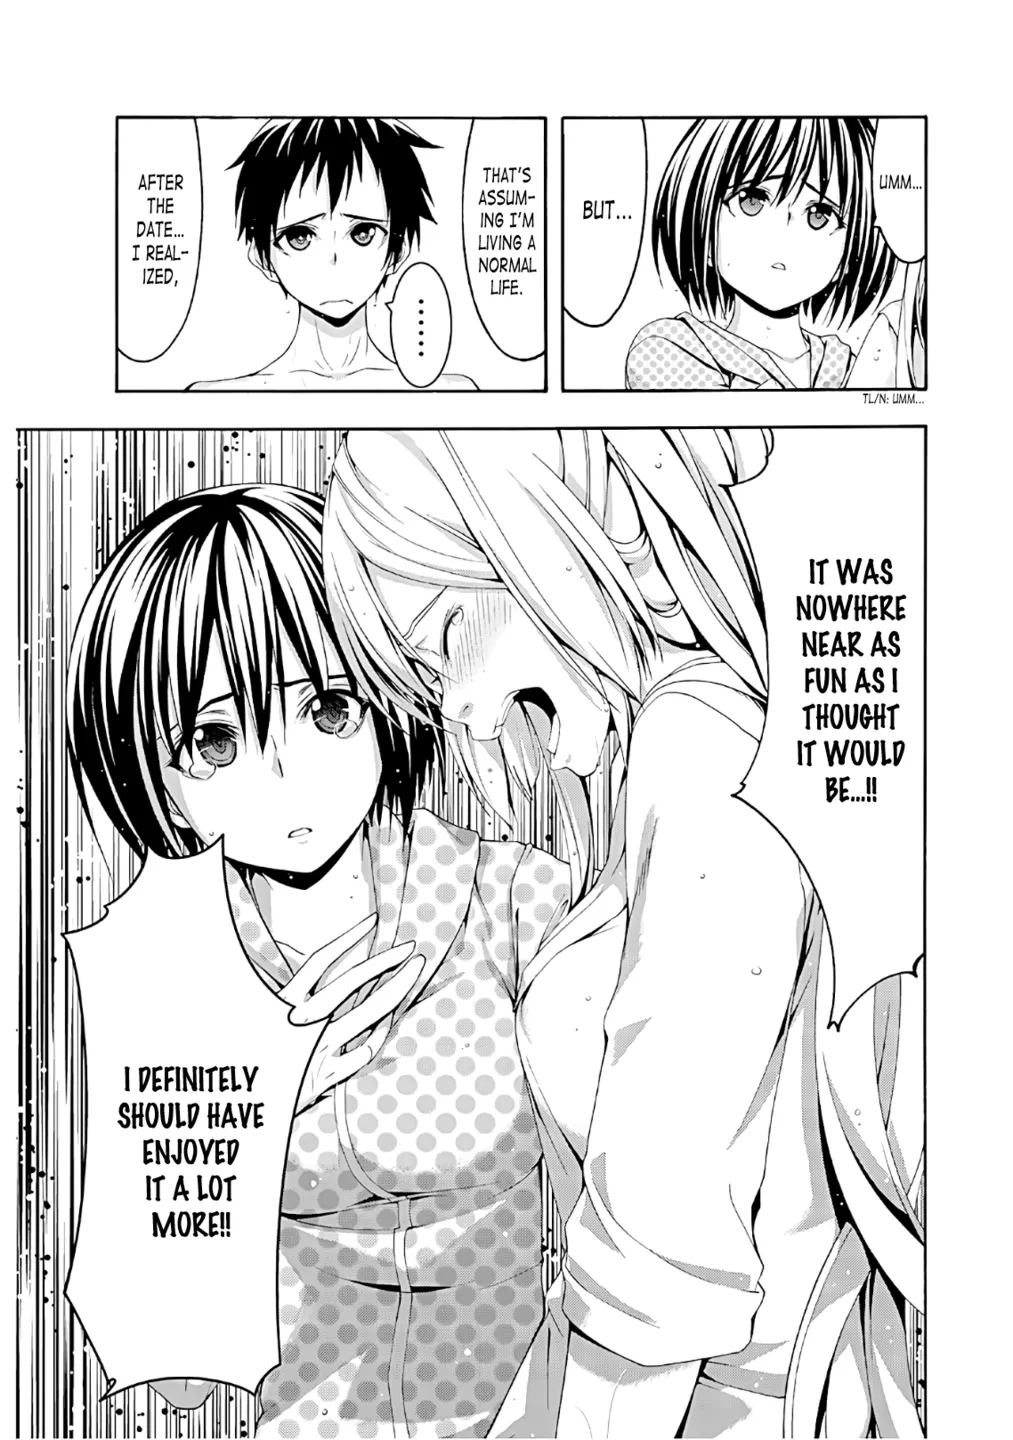 UMM...
BUT...
TL/N: UMM...
THAT'S
ASSUM-
ING I'M
LIVING A
NORMAL
LIFE.
......
AFTER
THE
DATE...
I REAL-
IZED,
IT WAS
NOWHERE
NEAR AS
FUN AS I
THOUGHT
IT WOULD
BE...!!
I DEFINITELY
SHOULD HAVE
ENJOYED
IT A LOT
MORE!!